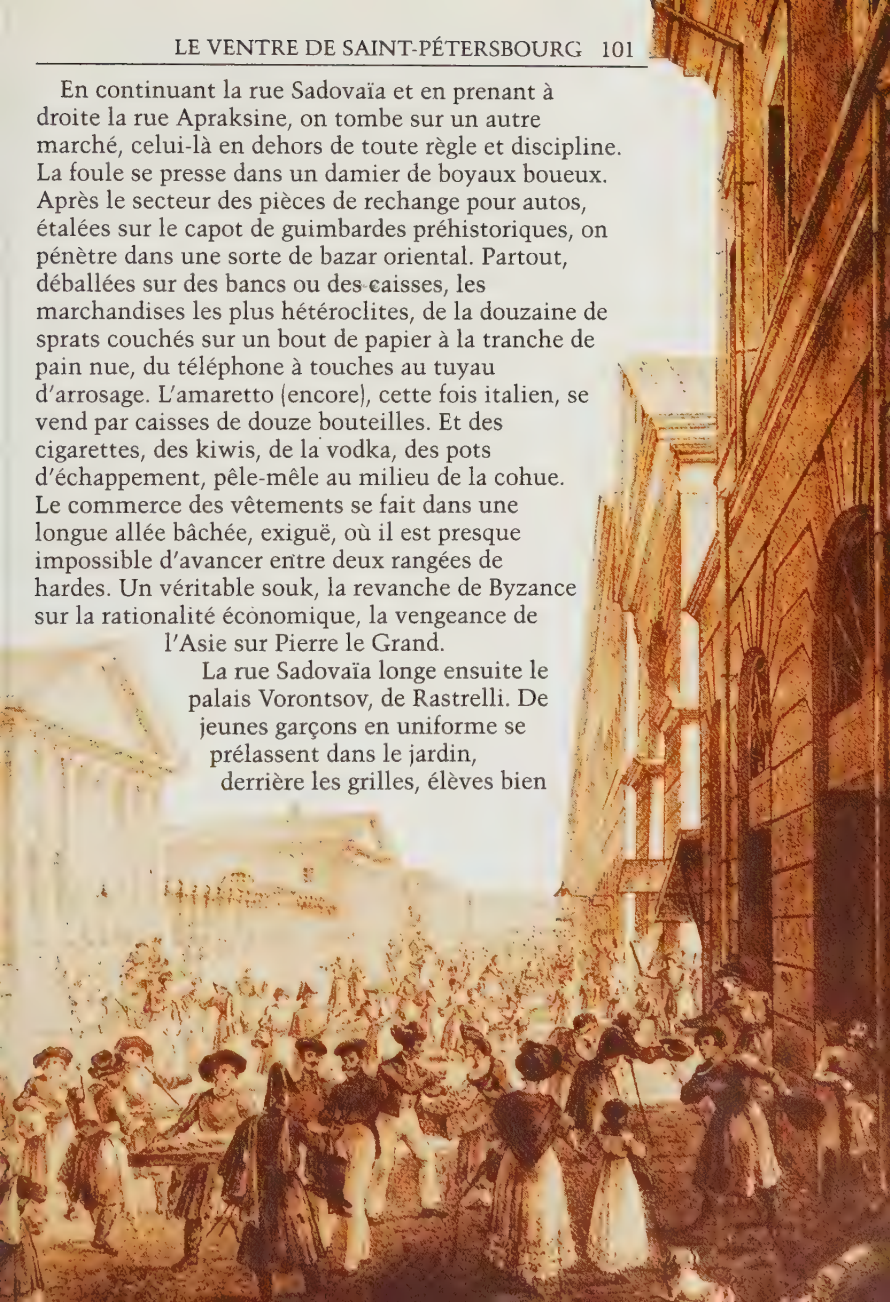 LE VENTRE DE SAINT-PÉTERSBOURG 101
En continuant la rue Sadovaïa et en prenant à
droite la rue Apraksine, on tombe sur un autre
marché, celui-là en dehors de toute règle et discipline.
La foule se presse dans un damier de boyaux boueux.
Après le secteur des pièces de rechange pour autos,
étalées sur le capot de guimbardes préhistoriques, on
pénètre dans une sorte de bazar oriental. Partout,
déballées sur des bancs ou des caisses, les
marchandises les plus hétéroclites, de la douzaine de
sprats couchés sur un bout de papier à la tranche de
pain nue, du téléphone à touches au tuyau
d'arrosage. L'amaretto (encore), cette fois italien, se
vend par caisses de douze bouteilles. Et des
cigarettes, des kiwis, de la vodka, des pots
d'échappement, pêle-mêle au milieu de la cohue.
Le commerce des vêtements se fait dans une
longue allée bâchée, exiguë, où il est presque
impossible d'avancer entre deux rangées de
hardes. Un véritable souk, la revanche de Byzance
sur la rationalité économique, la vengeance de
l'Asie sur Pierre le Grand.
La rue Sadovaïa longe ensuite le
palais Vorontsov, de Rastrelli. De
jeunes garçons en uniforme se
prélassent dans le jardin,
derrière les grilles, élèves bien